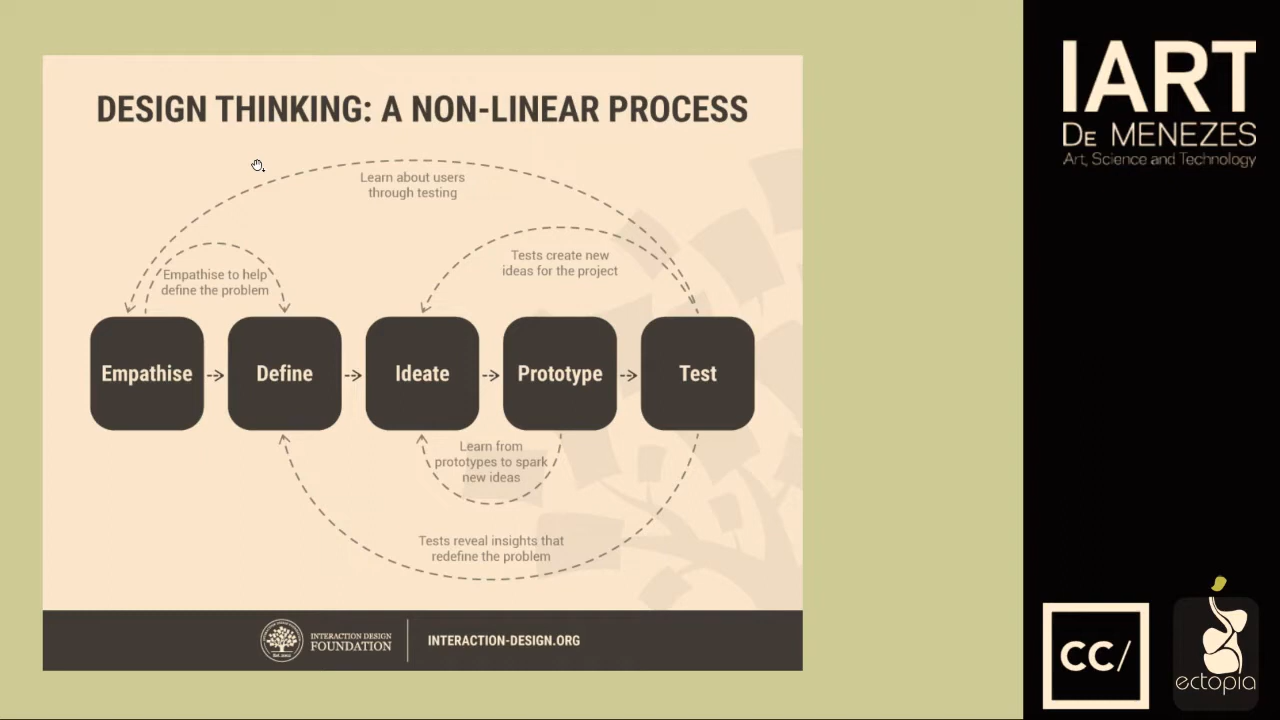 DESIGN THINKING: A NON-LINEAR PROCESS
Learn about users
through testing
Tests create new
ideas for the project
Empathise to help
define the problem
Empathise
Define
Ideate
Prototype
Test
Learn from
prototypes to spark
new ideas
Tests reveal insights that
redefine the problem
INTERACTION DESIGN
FOUNDATION
INTERACTION-DESIGN.ORG
IART
DE MENEZES
Art, Science and Technology
CC/
ectopia